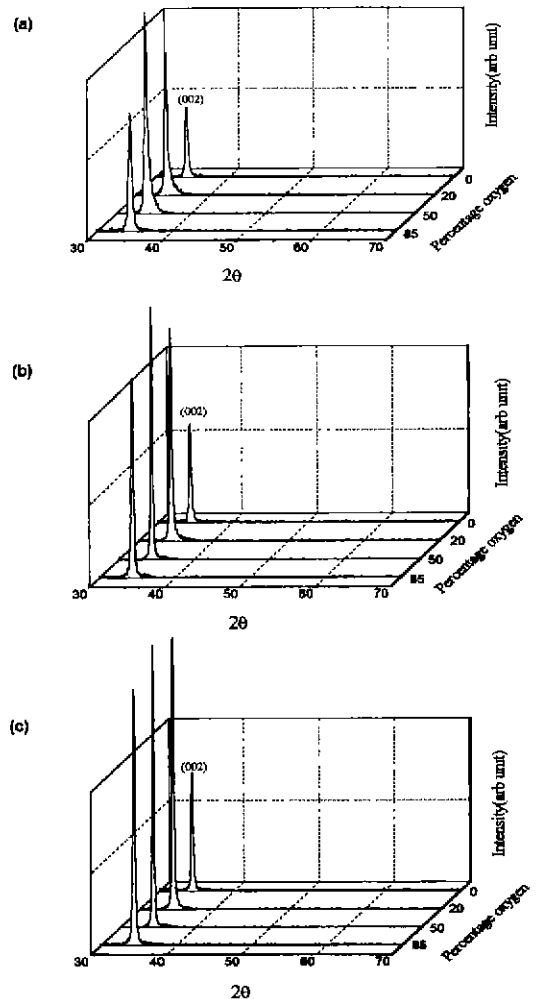 (a)
(002)
Intensity(arb unit)
0
20
50
85
Percentage oxygen
30 40 50 60 70
2θ
(b)
(002)
Intensity(arb unit)
0
20
50
85
Percentage oxygen
30 40 50 60 70
2θ
(c)
(002)
Intensity(arb unit)
0
20
50
85
Percentage oxygen
30 40 50 60 70
2θ